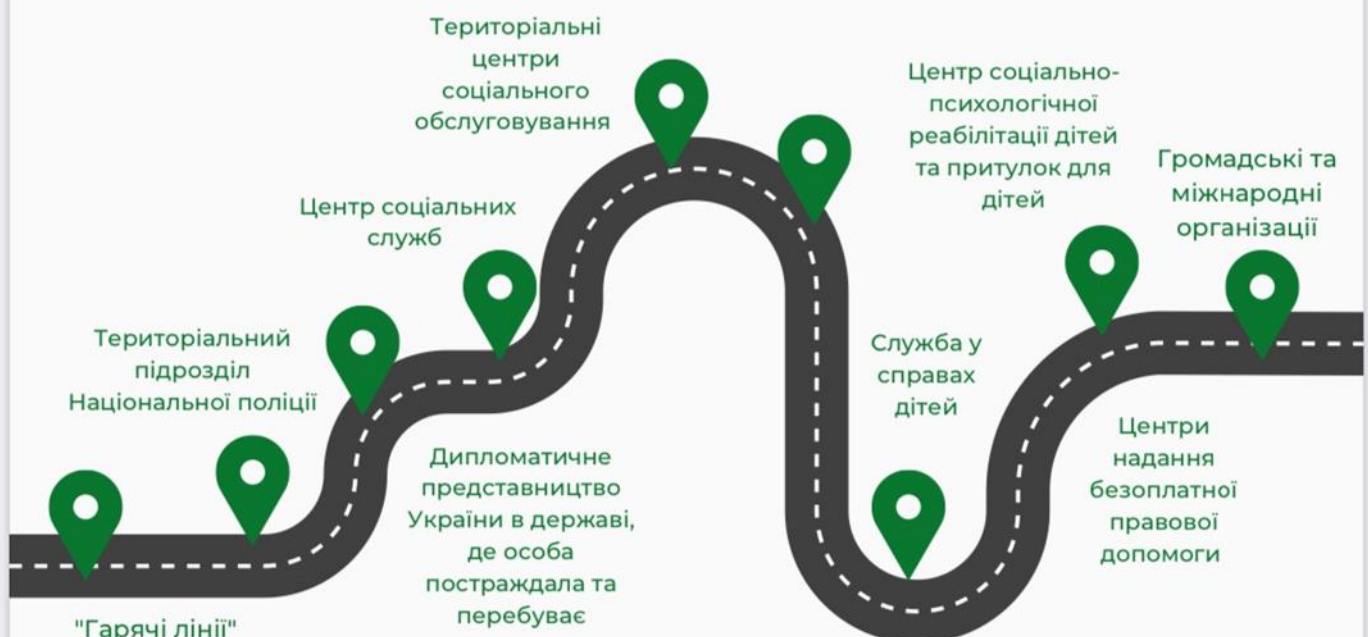 "Гарячі лінії"
Територіальний
підрозділ
Національної поліції
Дипломатичне
представництво
України в державі,
де особа
постраждала та
перебуває
Центр соціальних
служб
Територіальні
центри
соціального
обслуговування
Служба у
справах
дітей
Центр соціально-
психологічної
реабілітації дітей
та притулок для
дітей
Центри
надання
безоплатної
правової
допомоги
Громадські та
міжнародні
організації